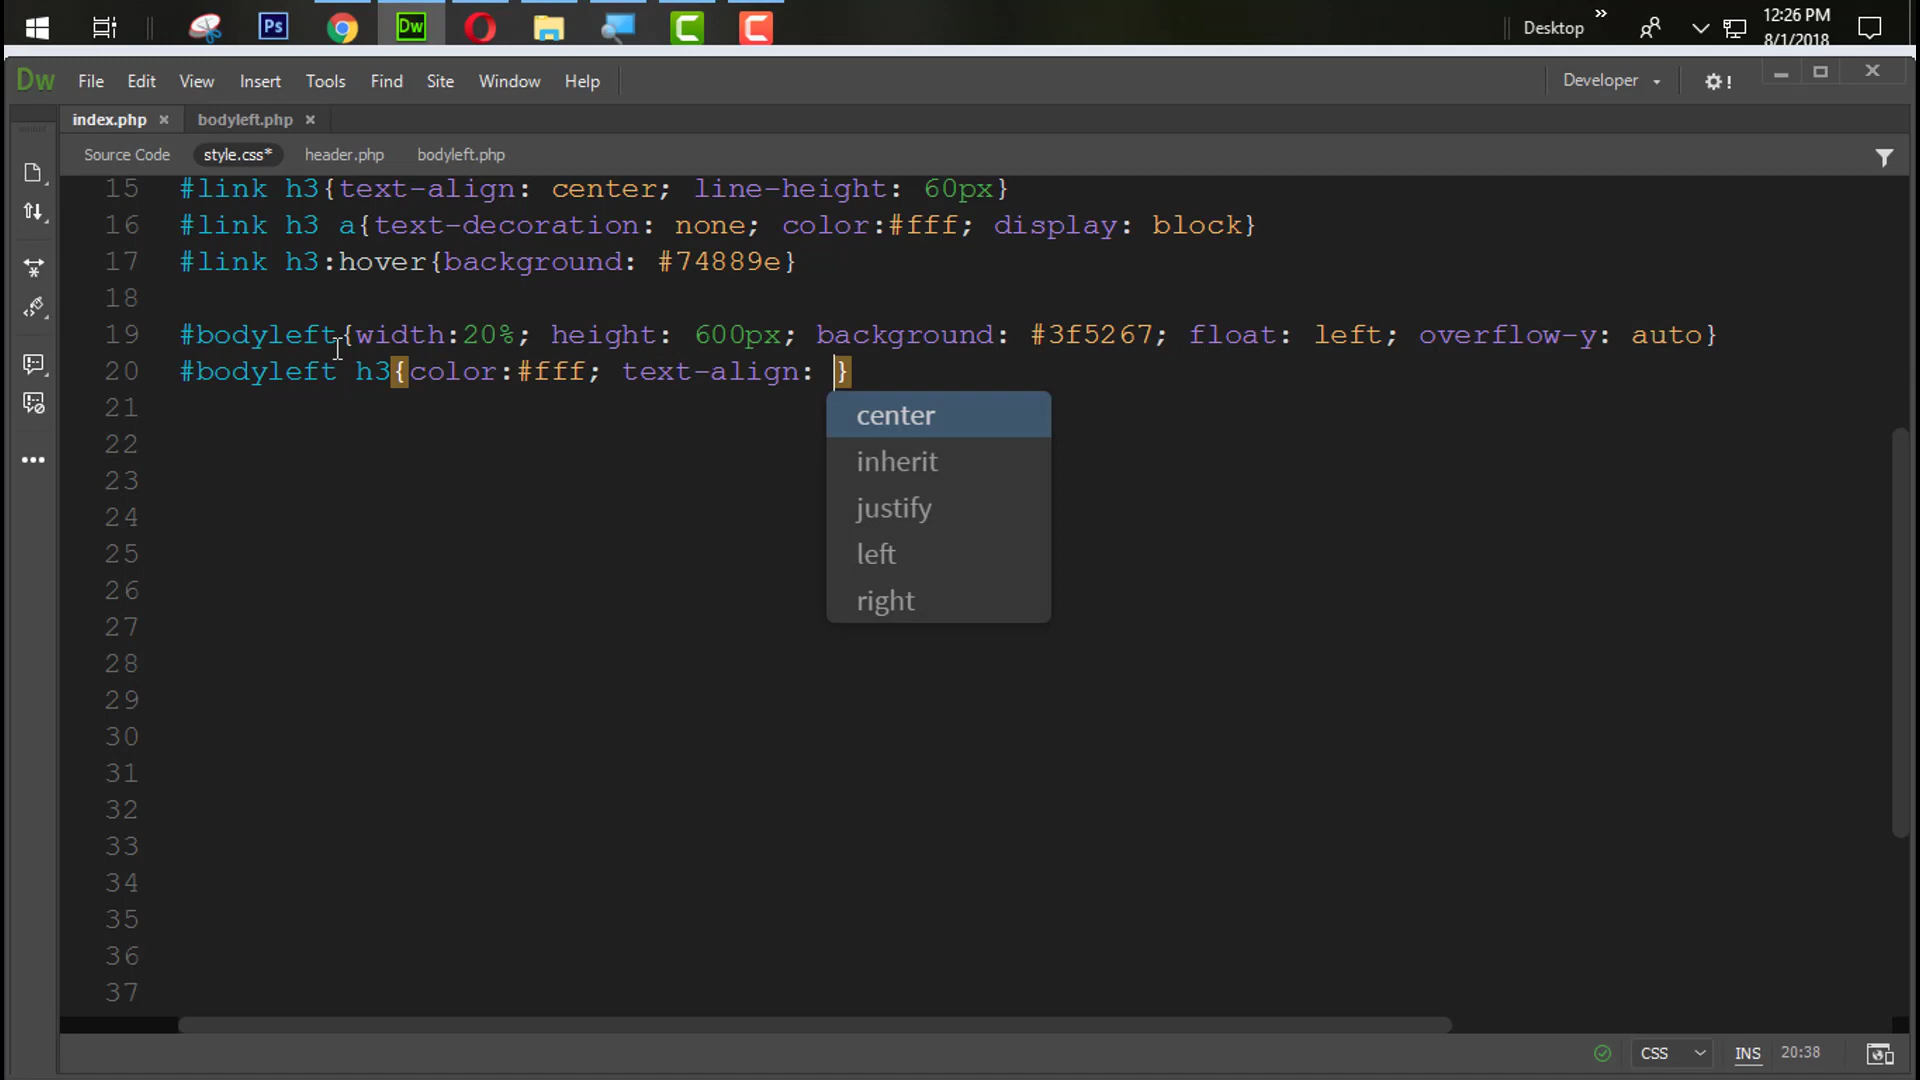 Ps
Dw
Desktop
»
12:26 PM
8/1/2018
Dw File Edit View Insert Tools Find Site Window Help
Developer
index.php × bodyleft.php ×
Source Code style.css* header.php bodyleft.php
15 #link h3{text-align: center; line-height: 60px}
16 #link h3 a{text-decoration: none; color:#fff; display: block}
17 #link h3:hover{background: #74889e}
18
19 #bodyleft{width:20%; height: 600px; background: #3f5267; float: left; overflow-y: auto}
20 #bodyleft h3{color:#fff; text-align: }
21
22
23
24
25
26
27
28
29
30
31
32
33
34
35
36
37
center
inherit
justify
left
right
CSS INS 20:38